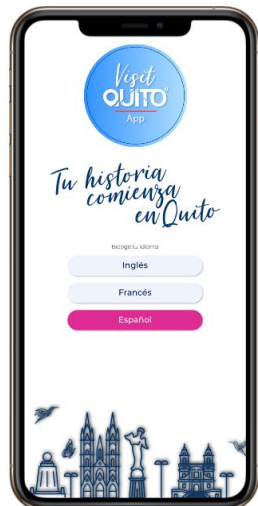 Visit
QUITO
App
Tu historia
comienza
en Quito
Escoge tu idioma
Inglés
Francés
Español